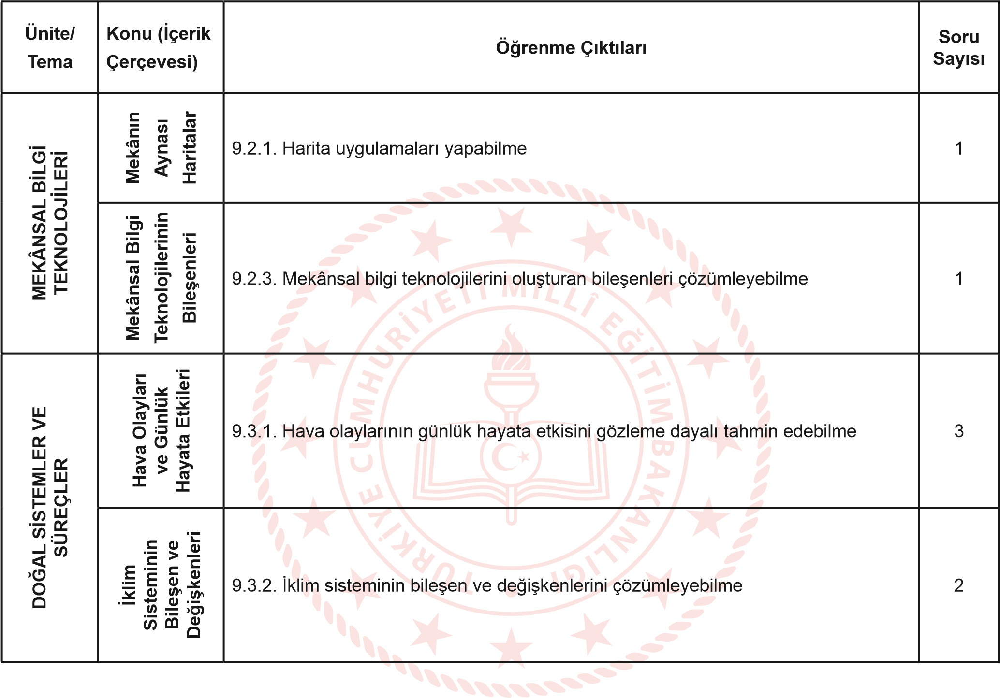 Ünite/
Tema
Konu (İçerik
Çerçevesi)
Öğrenme Çıktıları
Soru
Sayısı
MEKÂNSAL BİLGİ
TEKNOLOJİLERİ
Mekânın
Aynası
Haritalar
9.2.1. Harita uygulamaları yapabilme
1
Mekânsal Bilgi
Teknolojilerinin
Bileşenleri
9.2.3. Mekânsal bilgi teknolojilerini oluşturan bileşenleri çözümleyebilme
1
DOĞAL SİSTEMLER VE
SÜREÇLER
Hava Olayları
ve Günlük
Hayata Etkileri
9.3.1. Hava olaylarının günlük hayata etkisini gözleme dayalı tahmin edebilme
3
İklim
Sisteminin
Bileşen ve
Değişkenleri
9.3.2. İklim sisteminin bileşen ve değişkenlerini çözümleyebilme
2
TÜRKİYE CUMHURİYETİ MİLLÎ EĞİTİM BAKANLIĞI